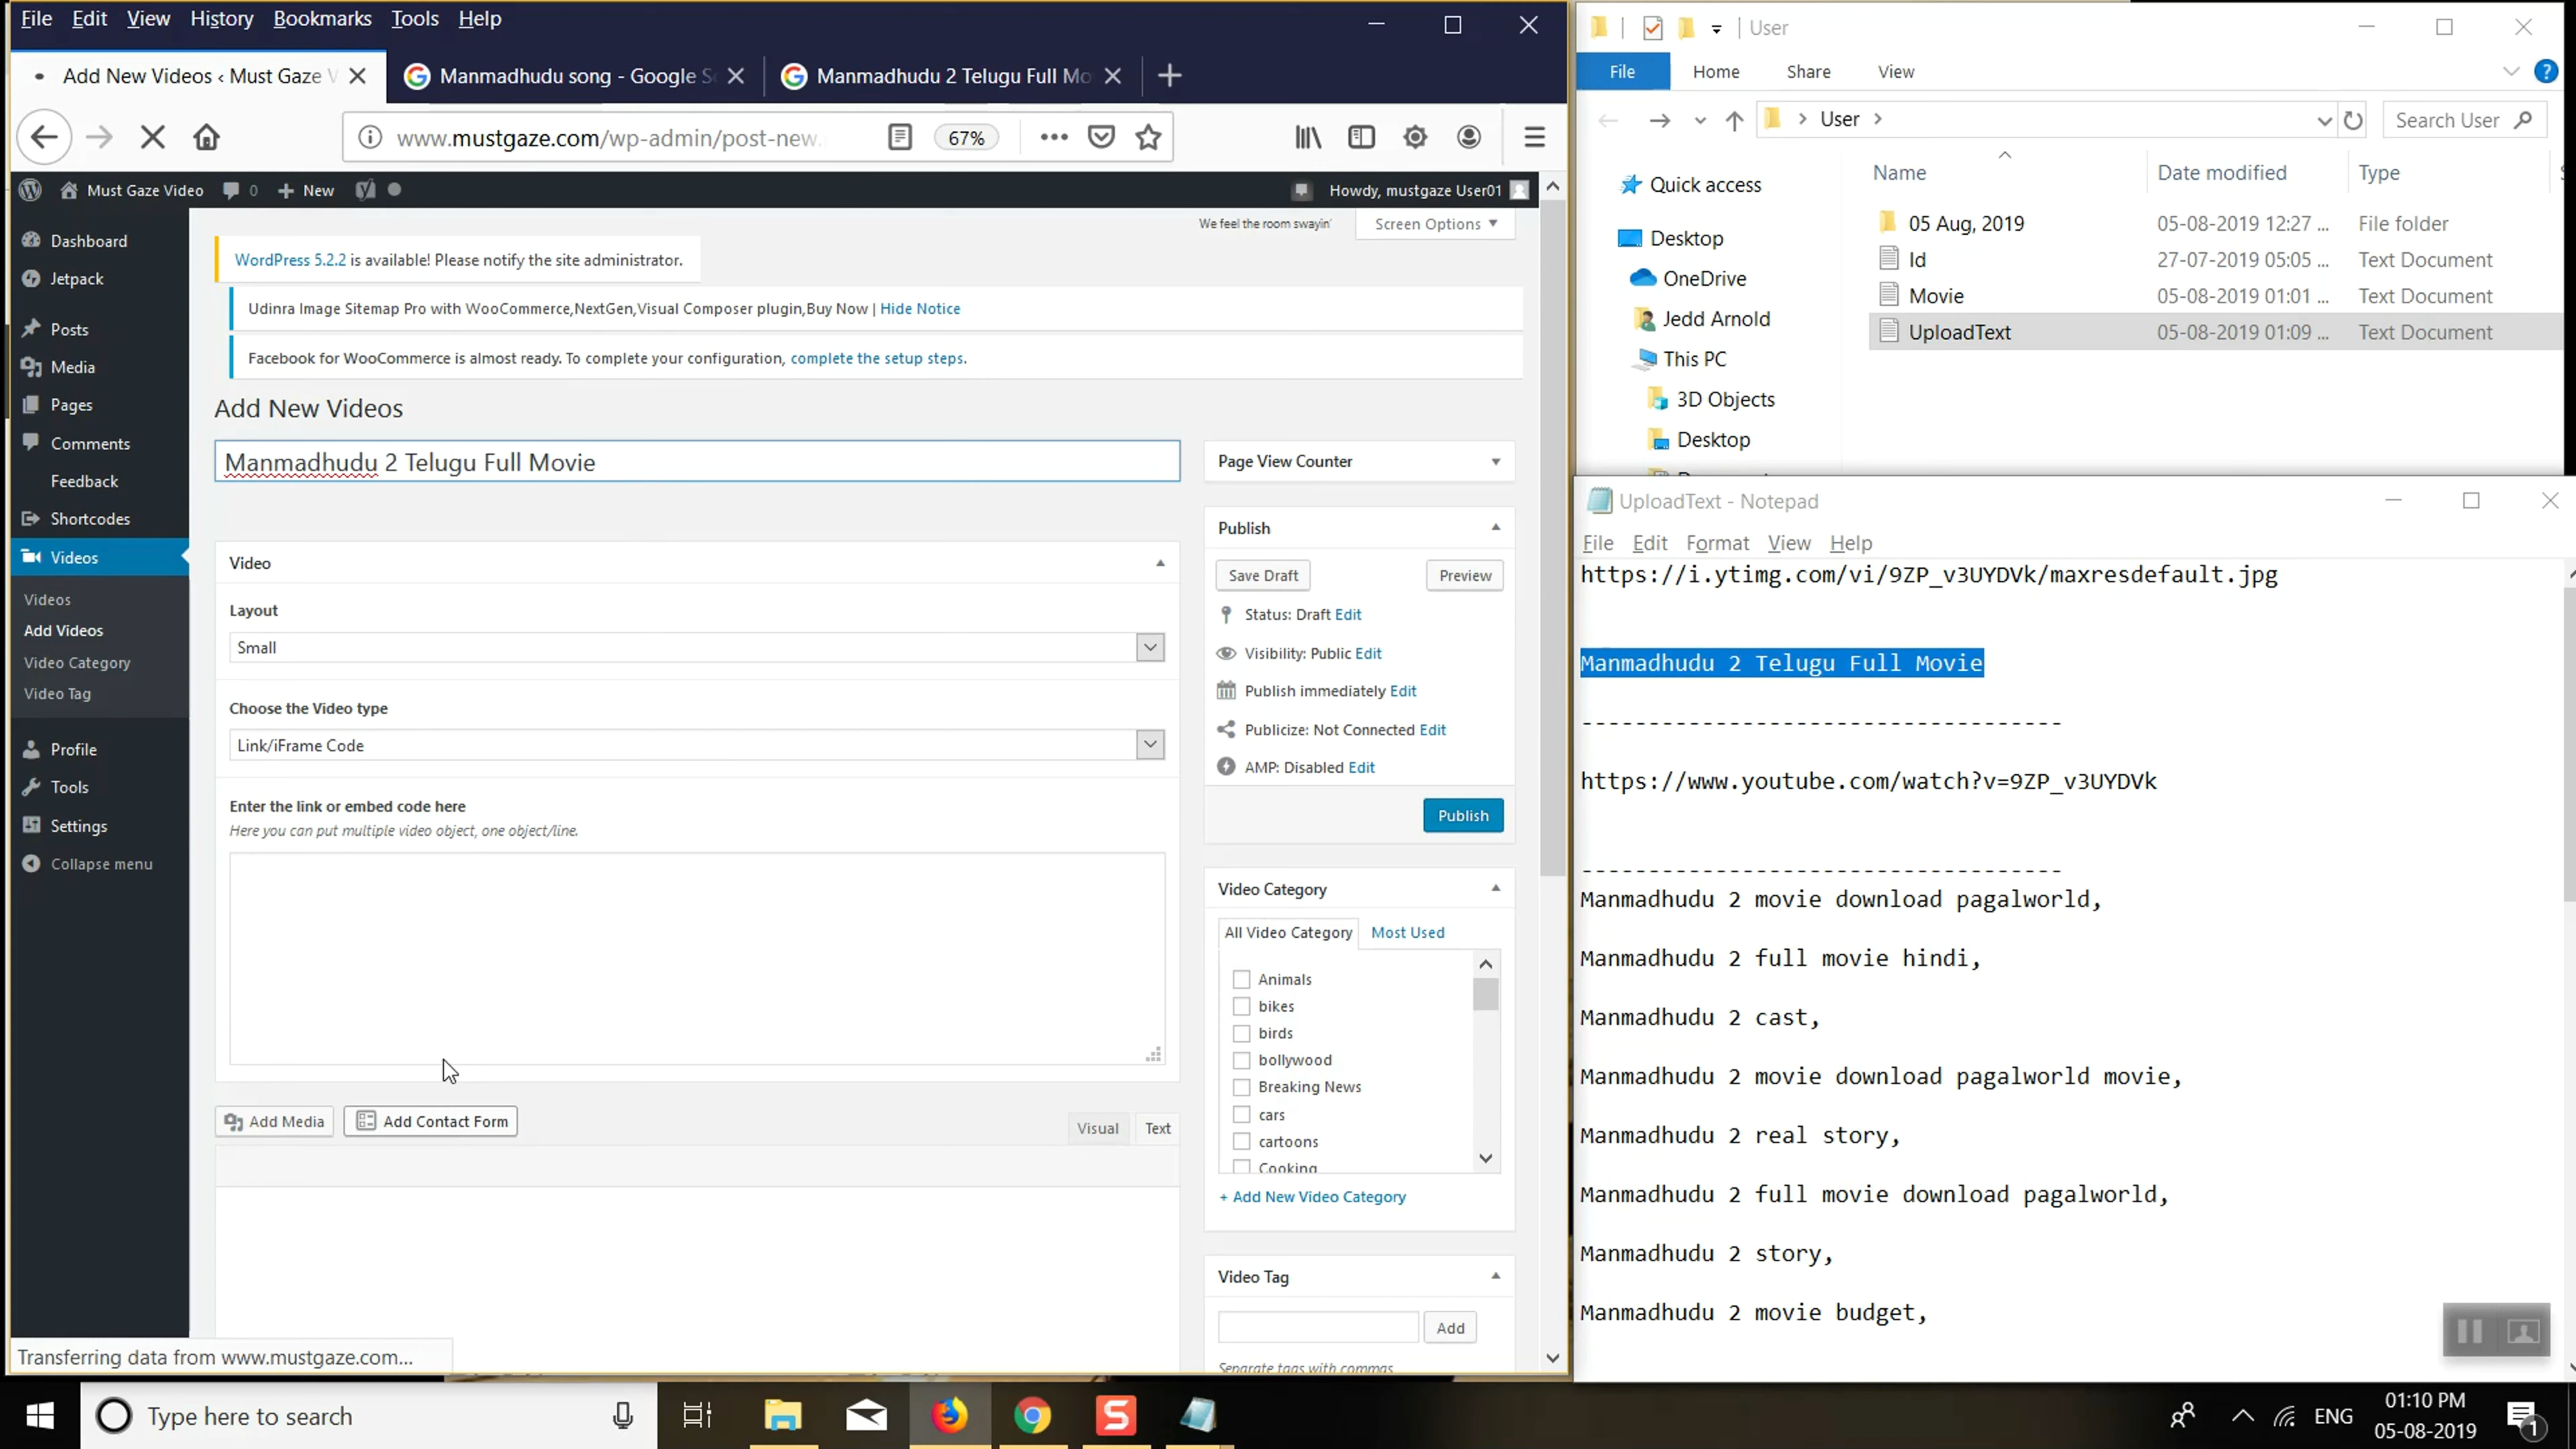 File Edit View History Bookmarks Tools Help
Add New Videos ‹ Must Gaze V
Manmadhudu song - Google S
Manmadhudu 2 Telugu Full Mo
www.mustgaze.com/wp-admin/post-new.
67%
Must Gaze Video 0 New
Howdy, mustgaze User01
We feel the room swayin'
Screen Options
Dashboard
Jetpack
Posts
Media
Pages
Comments
Feedback
Shortcodes
Videos
Videos
Add Videos
Video Category
Video Tag
Profile
Tools
Settings
Collapse menu
WordPress 5.2.2 is available! Please notify the site administrator.
Udinra Image Sitemap Pro with WooCommerce,NextGen,Visual Composer plugin,Buy Now | Hide Notice
Facebook for WooCommerce is almost ready. To complete your configuration, complete the setup steps.
Add New Videos
Manmadhudu 2 Telugu Full Movie
Video
Layout
Small
Choose the Video type
Link/iFrame Code
Enter the link or embed code here
Here you can put multiple video object, one object/line.
Add Media
Add Contact Form
Visual Text
Page View Counter
Publish
Save Draft
Preview
Status: Draft Edit
Visibility: Public Edit
Publish immediately Edit
Publicize: Not Connected Edit
AMP: Disabled Edit
Publish
Video Category
All Video Category Most Used
Animals
bikes
birds
bollywood
Breaking News
cars
cartoons
Cooking
+ Add New Video Category
Video Tag
Add
Separate tags with commas
Transferring data from www.mustgaze.com...
User
File Home Share View
User
Search User
Quick access
Desktop
OneDrive
Jedd Arnold
This PC
3D Objects
Desktop
Name Date modified Type
05 Aug, 2019 05-08-2019 12:27 ... File folder
Id 27-07-2019 05:05 ... Text Document
Movie 05-08-2019 01:01 ... Text Document
UploadText 05-08-2019 01:09 ... Text Document
UploadText - Notepad
File Edit Format View Help
https://i.ytimg.com/vi/9ZP_v3UYDVk/maxresdefault.jpg
Manmadhudu 2 Telugu Full Movie
------------------------------------
https://www.youtube.com/watch?v=9ZP_v3UYDVk
------------------------------------
Manmadhudu 2 movie download pagalworld,
Manmadhudu 2 full movie hindi,
Manmadhudu 2 cast,
Manmadhudu 2 movie download pagalworld movie,
Manmadhudu 2 real story,
Manmadhudu 2 full movie download pagalworld,
Manmadhudu 2 story,
Manmadhudu 2 movie budget,
Type here to search
ENG
01:10 PM
05-08-2019
1